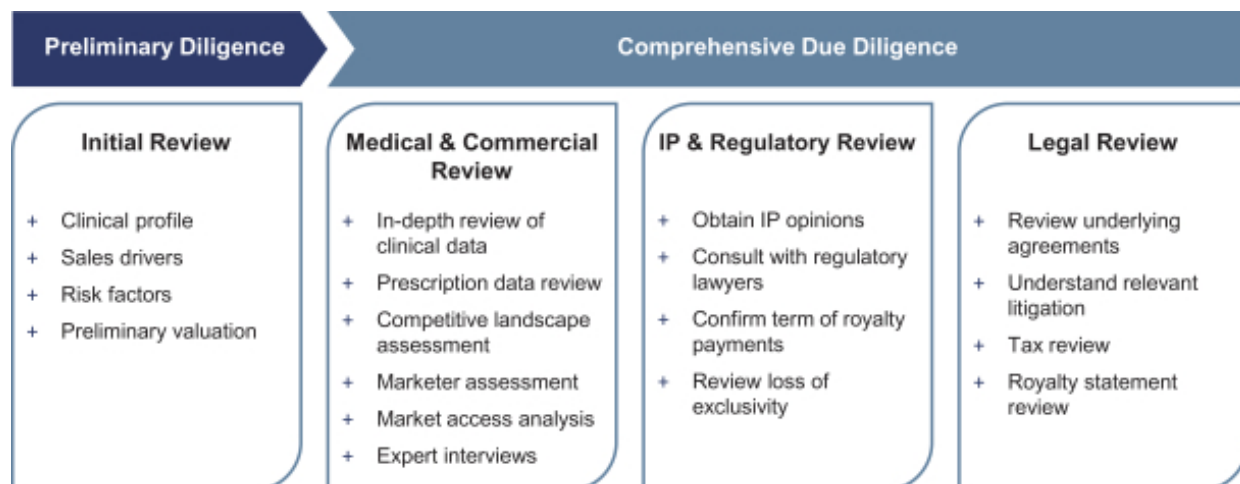 Preliminary Diligence
Comprehensive Due Diligence
Initial Review
+ Clinical profile
+ Sales drivers
+ Risk factors
+ Preliminary valuation
Medical & Commercial
Review
+ In-depth review of
clinical data
+ Prescription data review
+ Competitive landscape
assessment
+ Marketer assessment
+ Market access analysis
+ Expert interviews
IP & Regulatory Review
+ Obtain IP opinions
+ Consult with regulatory
lawyers
+ Confirm term of royalty
payments
+ Review loss of
exclusivity
Legal Review
+ Review underlying
agreements
+ Understand relevant
litigation
+ Tax review
+ Royalty statement
review